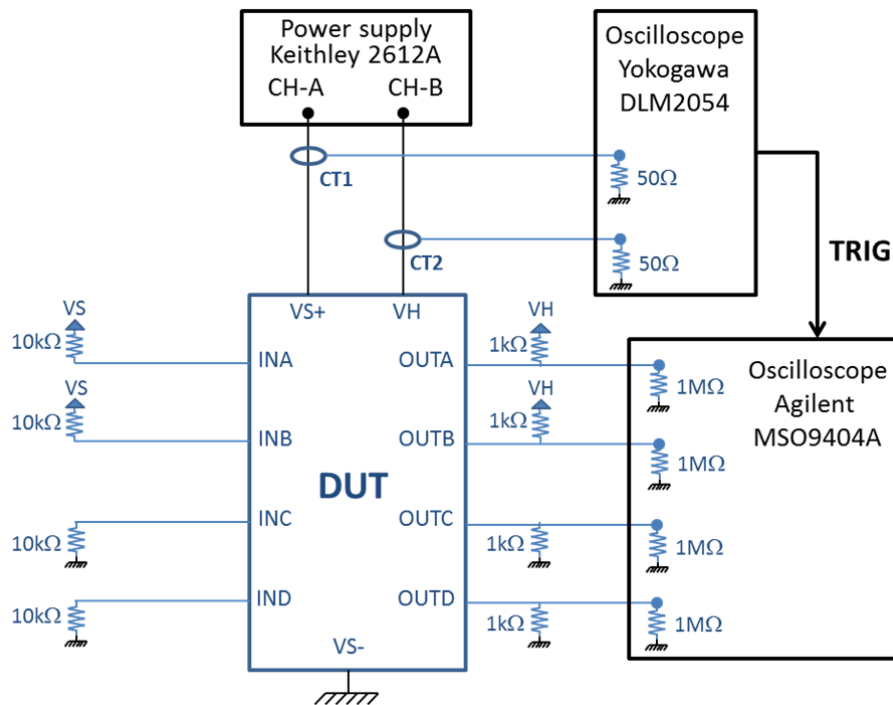 Power supply
Keithley 2612A
CH-A
CH-B
Oscilloscope
Yokogawa
DLM2054
CT1
50Ω
CT2
50Ω
TRIG
VS+
VH
VS
10kΩ
INA
OUTA
VH
1kΩ
1MΩ
Oscilloscope
Agilent
MSO9404A
VS
10kΩ
INB
OUTB
VH
1kΩ
1MΩ
DUT
10kΩ
INC
OUTC
1kΩ
1MΩ
10kΩ
IND
OUTD
1kΩ
1MΩ
VS-